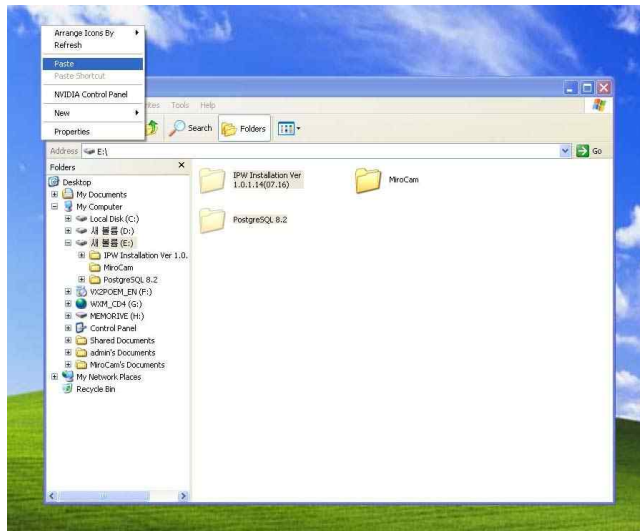 Arrange Icons By
Refresh
Paste
Paste Shortcut
NVIDIA Control Panel
New
Properties
Tools Help
Search Folders
Address E:\ Go
Folders
Desktop
My Documents
My Computer
Local Disk (C:)
새 볼륨 (D:)
새 볼륨 (E:)
IPW Installation Ver 1.0.
MiroCam
PostgreSQL 8.2
VX2POEM_EN (F:)
WXM_CD4 (G:)
MEMORIVE (H:)
Control Panel
Shared Documents
admin's Documents
MiroCam's Documents
My Network Places
Recycle Bin
IPW Installation Ver
1.0.1.14(07.16)
MiroCam
PostgreSQL 8.2